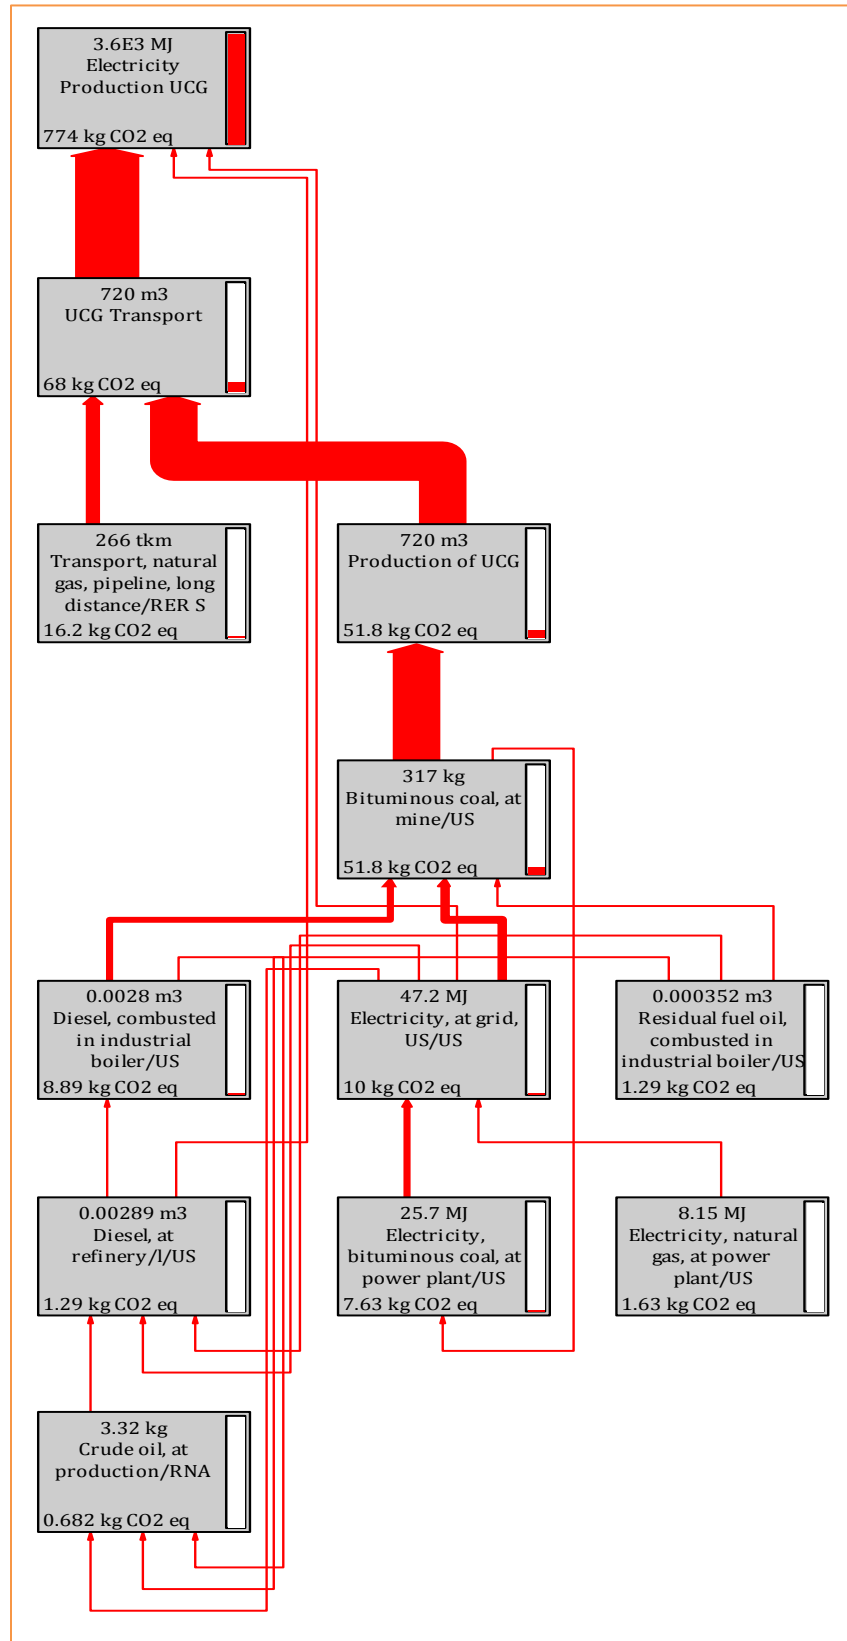 3.6E3 MJ
Electricity
Production UCG
774 kg CO2 eq
720 m3
UCG Transport
68 kg CO2 eq
266 tkm
Transport, natural
gas, pipeline, long
distance/RER S
16.2 kg CO2 eq
720 m3
Production of UCG
51.8 kg CO2 eq
317 kg
Bituminous coal, at
mine/US
51.8 kg CO2 eq
0.0028 m3
Diesel, combusted
in industrial
boiler/US
8.89 kg CO2 eq
47.2 MJ
Electricity, at grid,
US/US
10 kg CO2 eq
0.000352 m3
Residual fuel oil,
combusted in
industrial boiler/US
1.29 kg CO2 eq
0.00289 m3
Diesel, at
refinery/l/US
1.29 kg CO2 eq
25.7 MJ
Electricity,
bituminous coal, at
power plant/US
7.63 kg CO2 eq
8.15 MJ
Electricity, natural
gas, at power
plant/US
1.63 kg CO2 eq
3.32 kg
Crude oil, at
production/RNA
0.682 kg CO2 eq